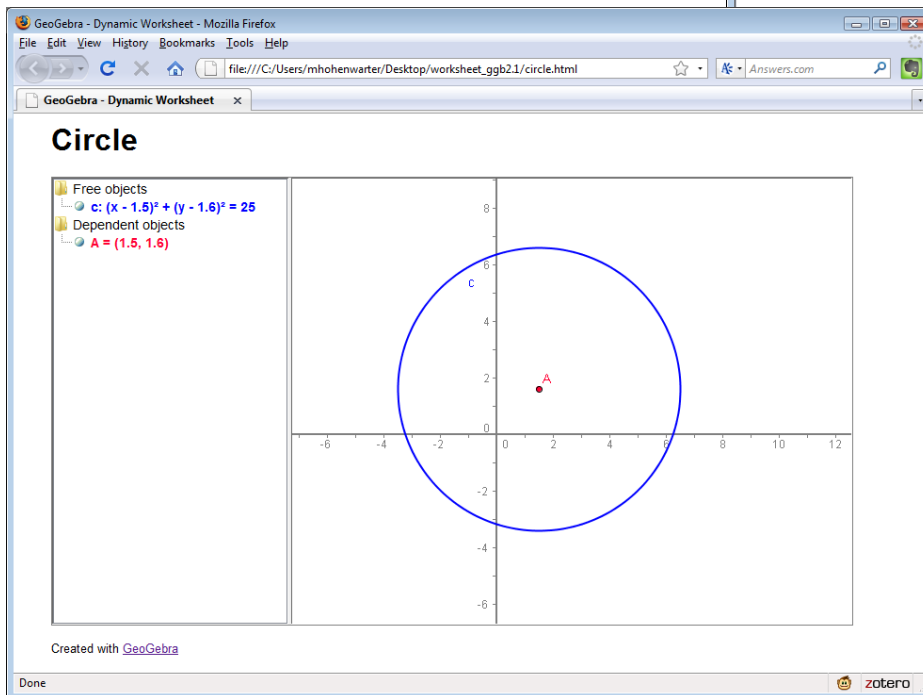 GeoGebra - Dynamic Worksheet - Mozilla Firefox
File Edit View History Bookmarks Tools Help
file:///C:/Users/mhohenwarter/Desktop/worksheet_ggb2.1/circle.html
Answers.com
GeoGebra - Dynamic Worksheet x
Circle
Free objects
c: (x - 1.5)² + (y - 1.6)² = 25
Dependent objects
A = (1.5, 1.6)
8
6
c
4
2
A
0
-6 -4 -2 0 2 4 6 8 10 12
-2
-4
-6
Created with GeoGebra
Done zotero